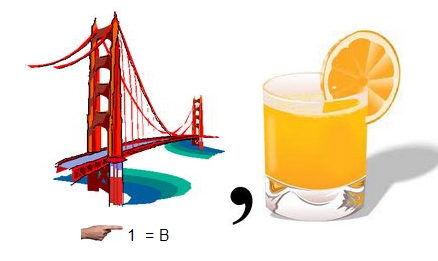 ,
1 = B